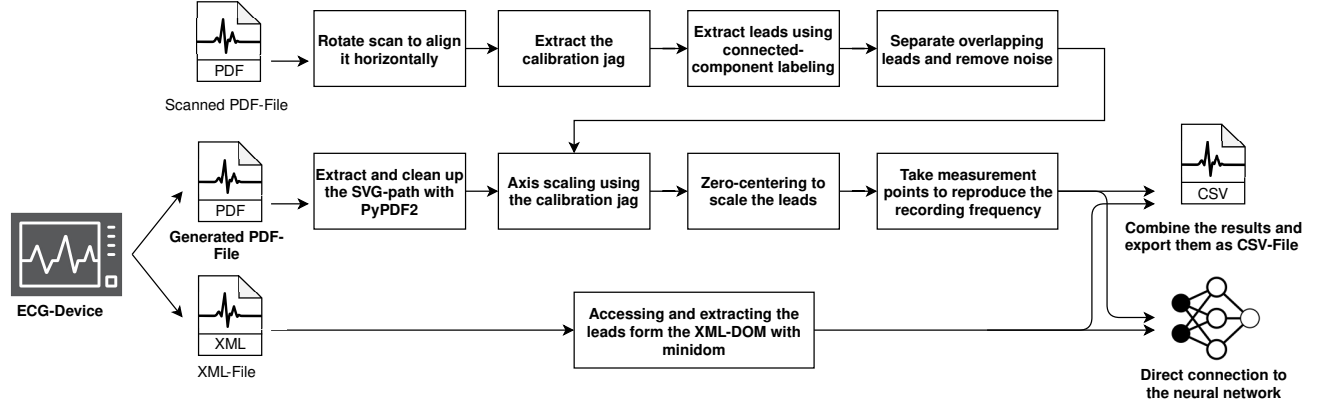 PDF
Scanned PDF-File
Rotate scan to align
it horizontally
Extract the
calibration jag
Extract leads using
connected-
component labeling
Separate overlapping
leads and remove noise
PDF
Generated PDF-
File
Extract and clean up
the SVG-path with
PyPDF2
Axis scaling using
the calibration jag
Zero-centering to
scale the leads
Take measurement
points to reproduce the
recording frequency
CSV
Combine the results and
export them as CSV-File
ECG-Device
XML
XML-File
Accessing and extracting the
leads form the XML-DOM with
minidom
Direct connection to
the neural network